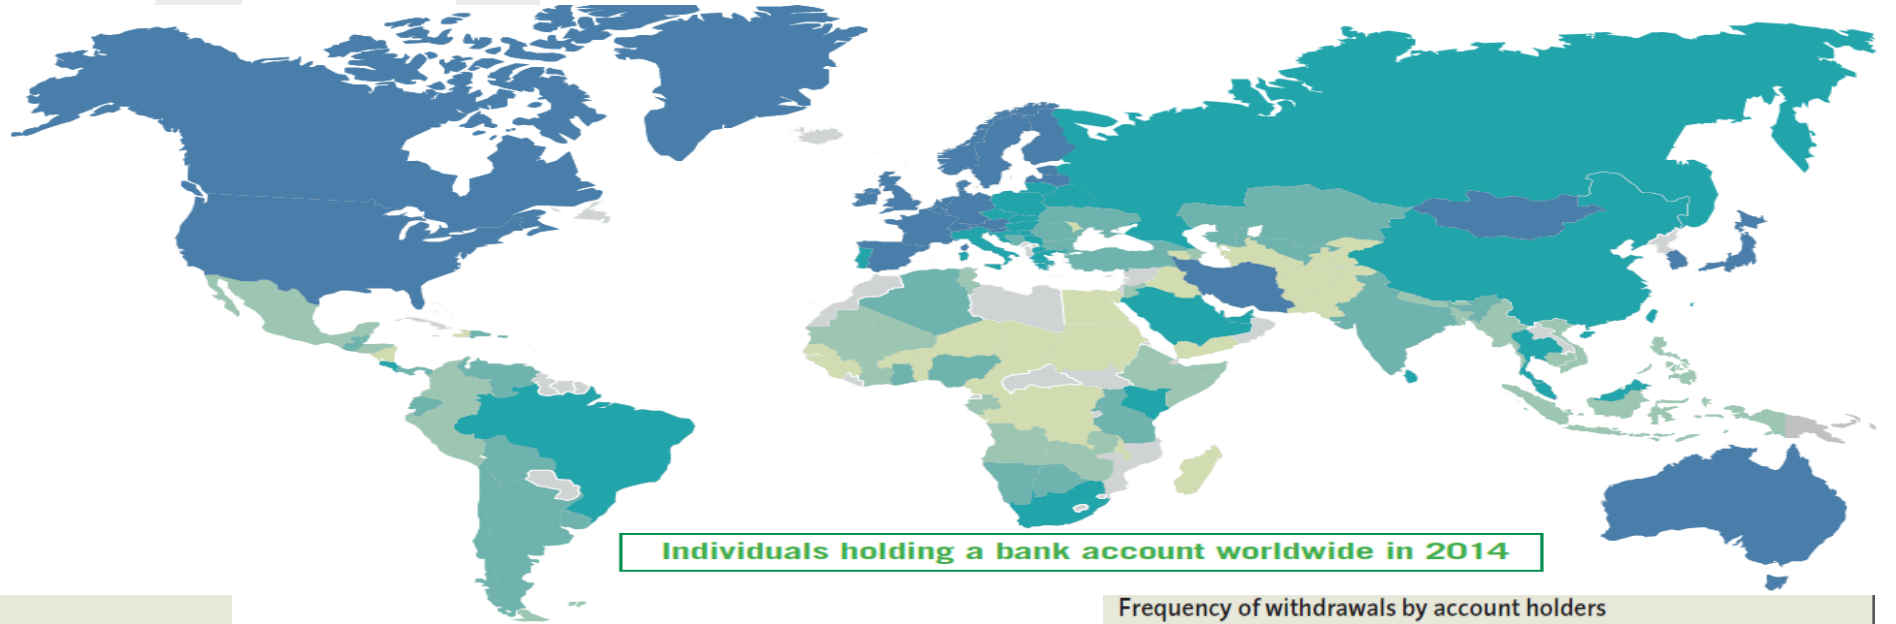 Individuals holding a bank account worldwide in 2014
Frequency of withdrawals by account holders